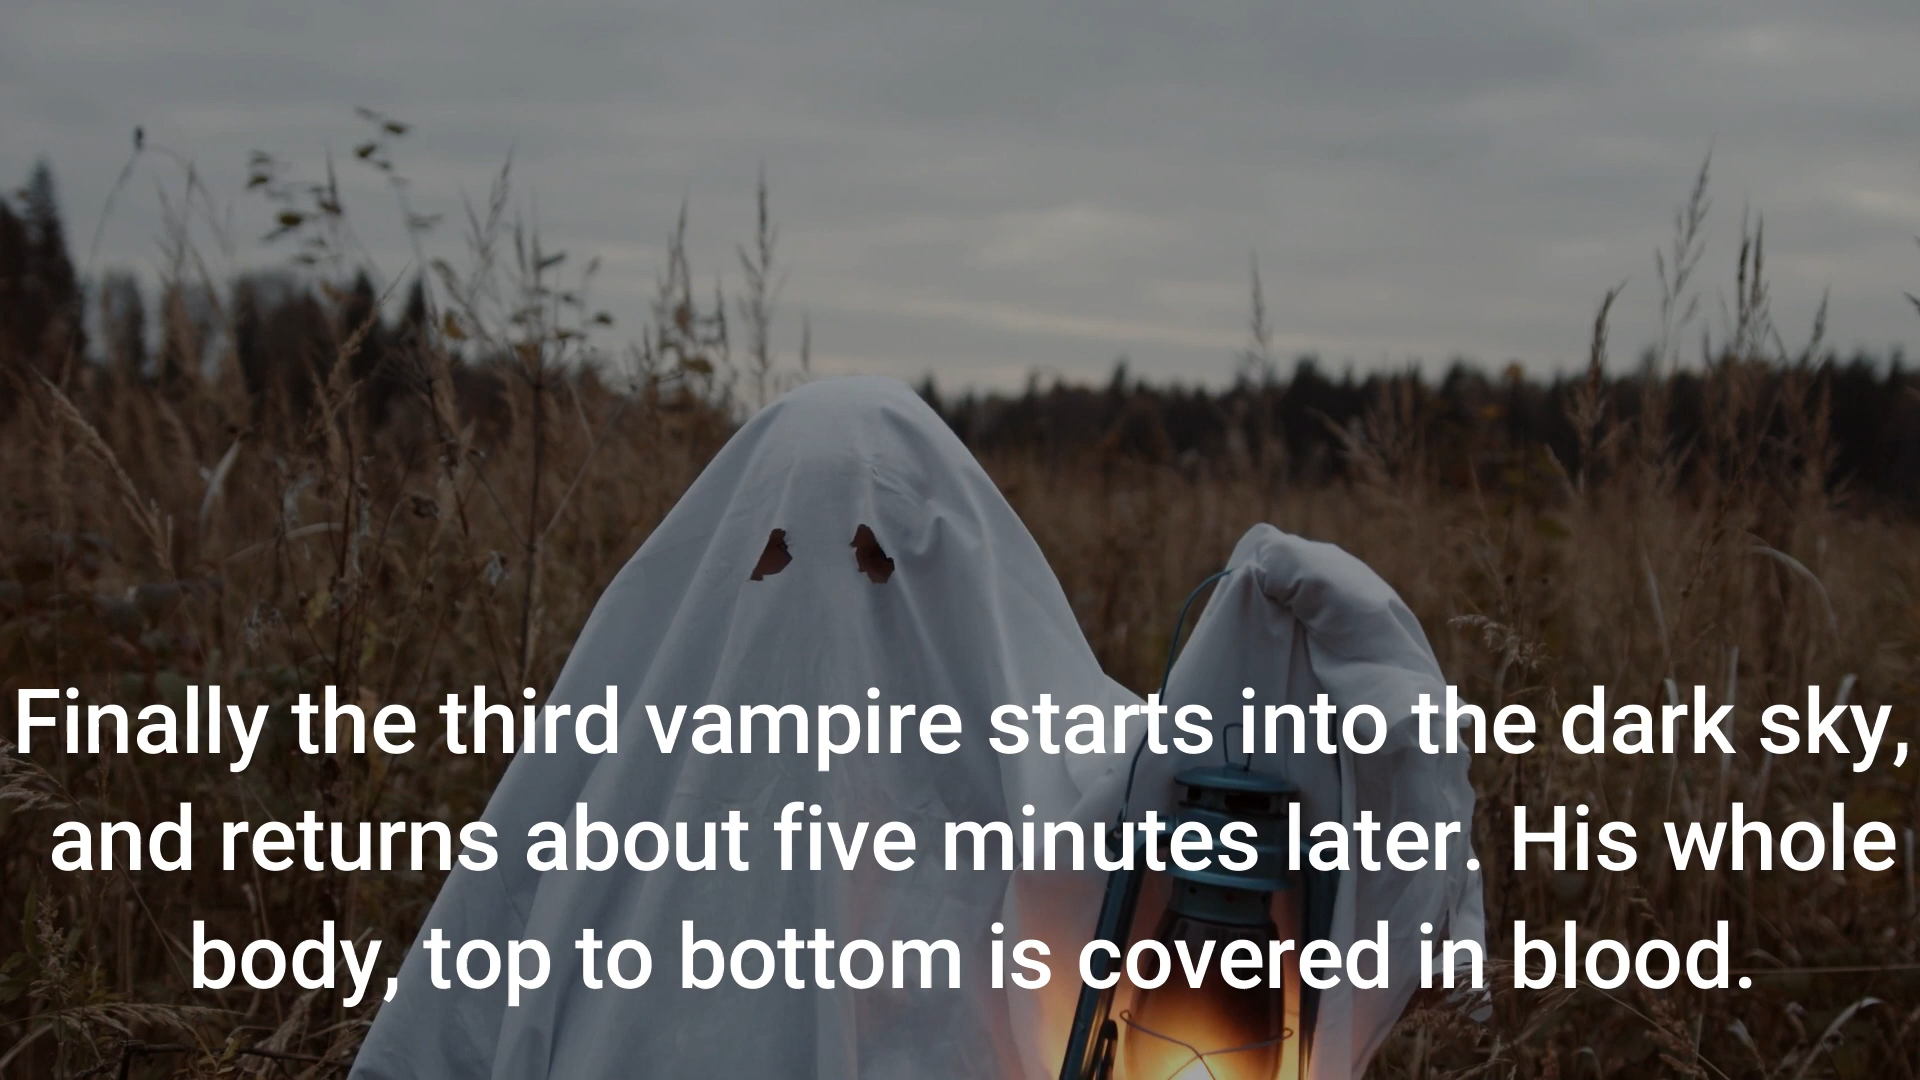 Finally the third vampire starts into the dark sky,
and returns about five minutes later. His whole
body, top to bottom is covered in blood.